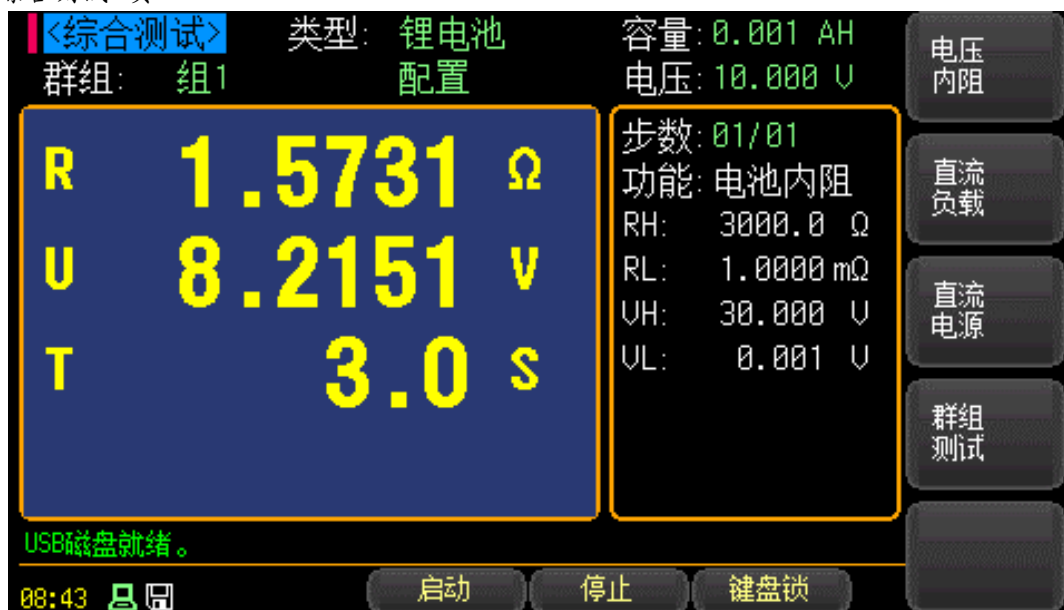 <综合测试> 类型: 锂电池 容量: 0.001 AH
群组: 组1 配置 电压: 10.000 V
R 1.5731 Ω
U 8.2151 V
T 3.0 S
步数: 01/01
功能: 电池内阻
RH: 3000.0 Ω
RL: 1.0000 mΩ
VH: 30.000 V
VL: 0.001 V
电压
内阻
直流
负载
直流
电源
群组
测试
USB磁盘就绪。
08:43 启动 停止 键盘锁